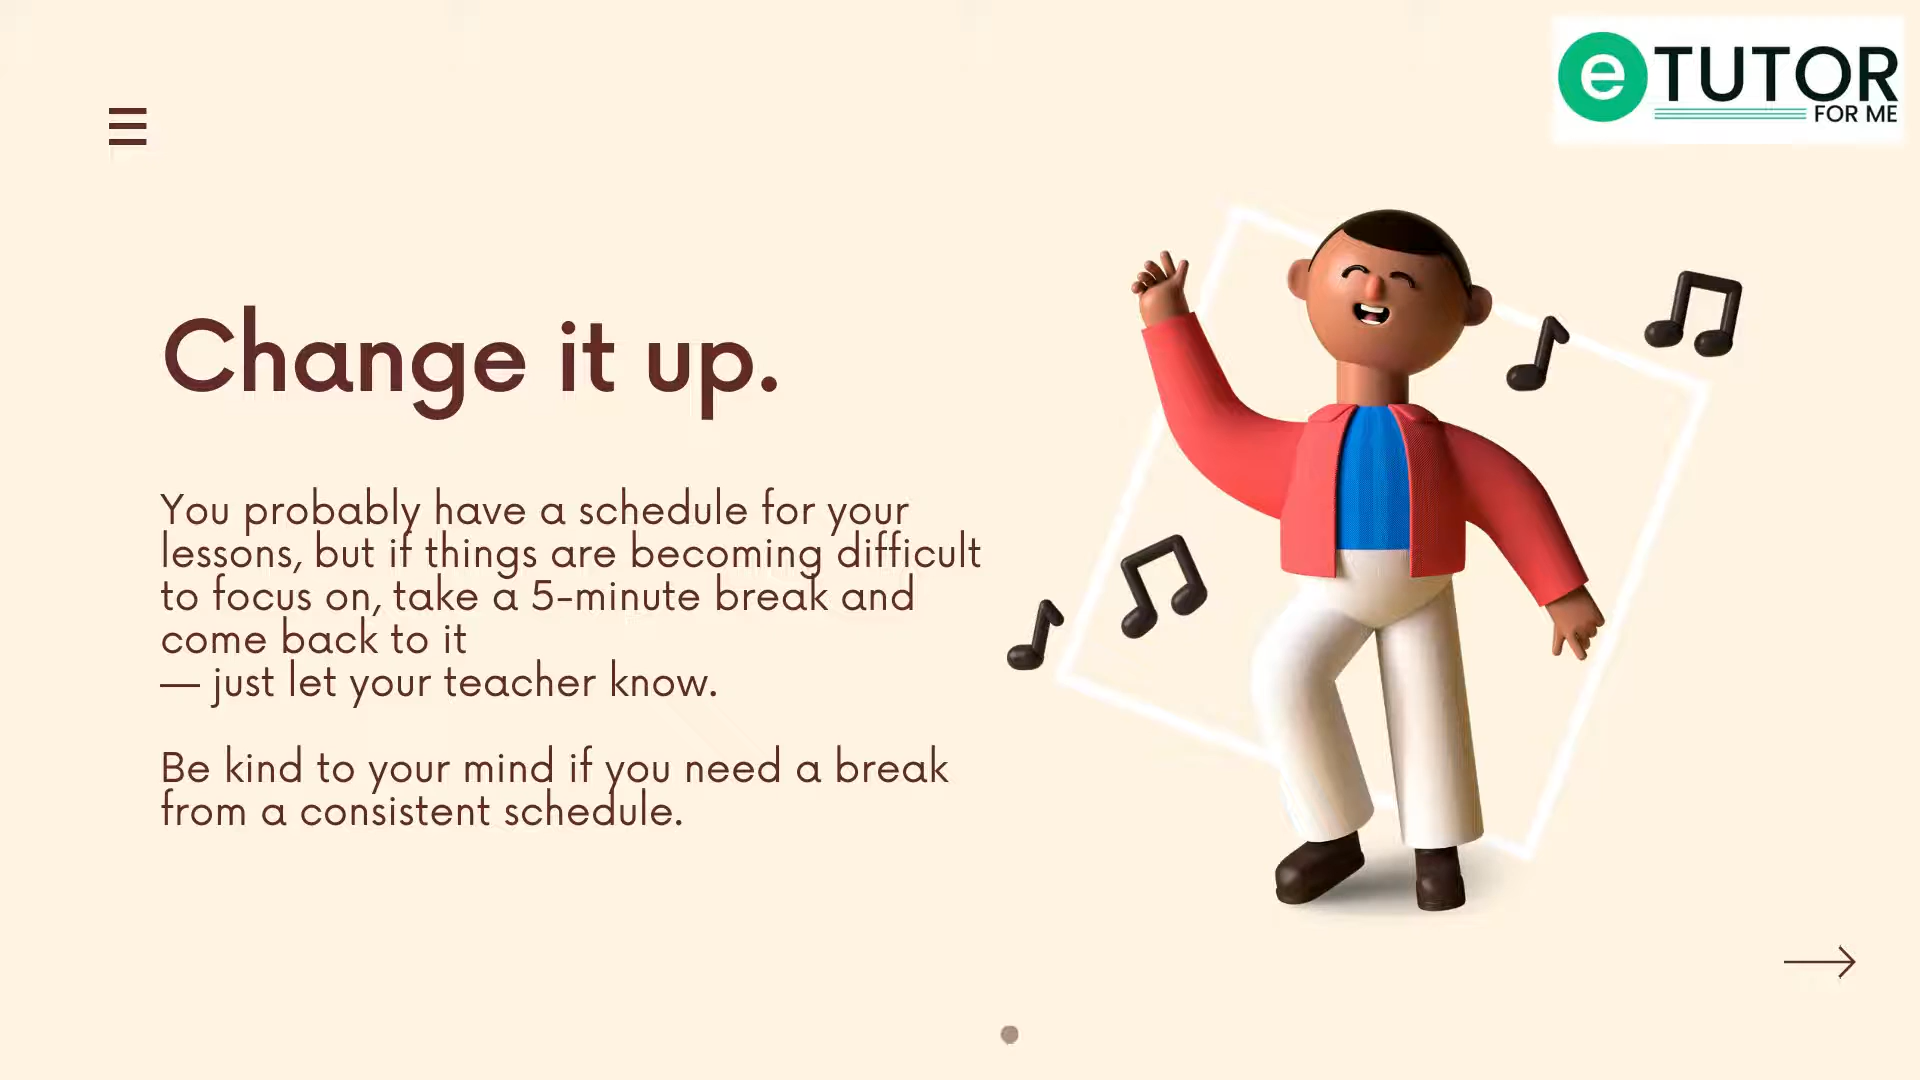 e TUTOR
FOR ME
Change it up.
You probably have a schedule for your
lessons, but if things are becoming difficult
to focus on, take a 5-minute break and
come back to it
— just let your teacher know.
Be kind to your mind if you need a break
from a consistent schedule.